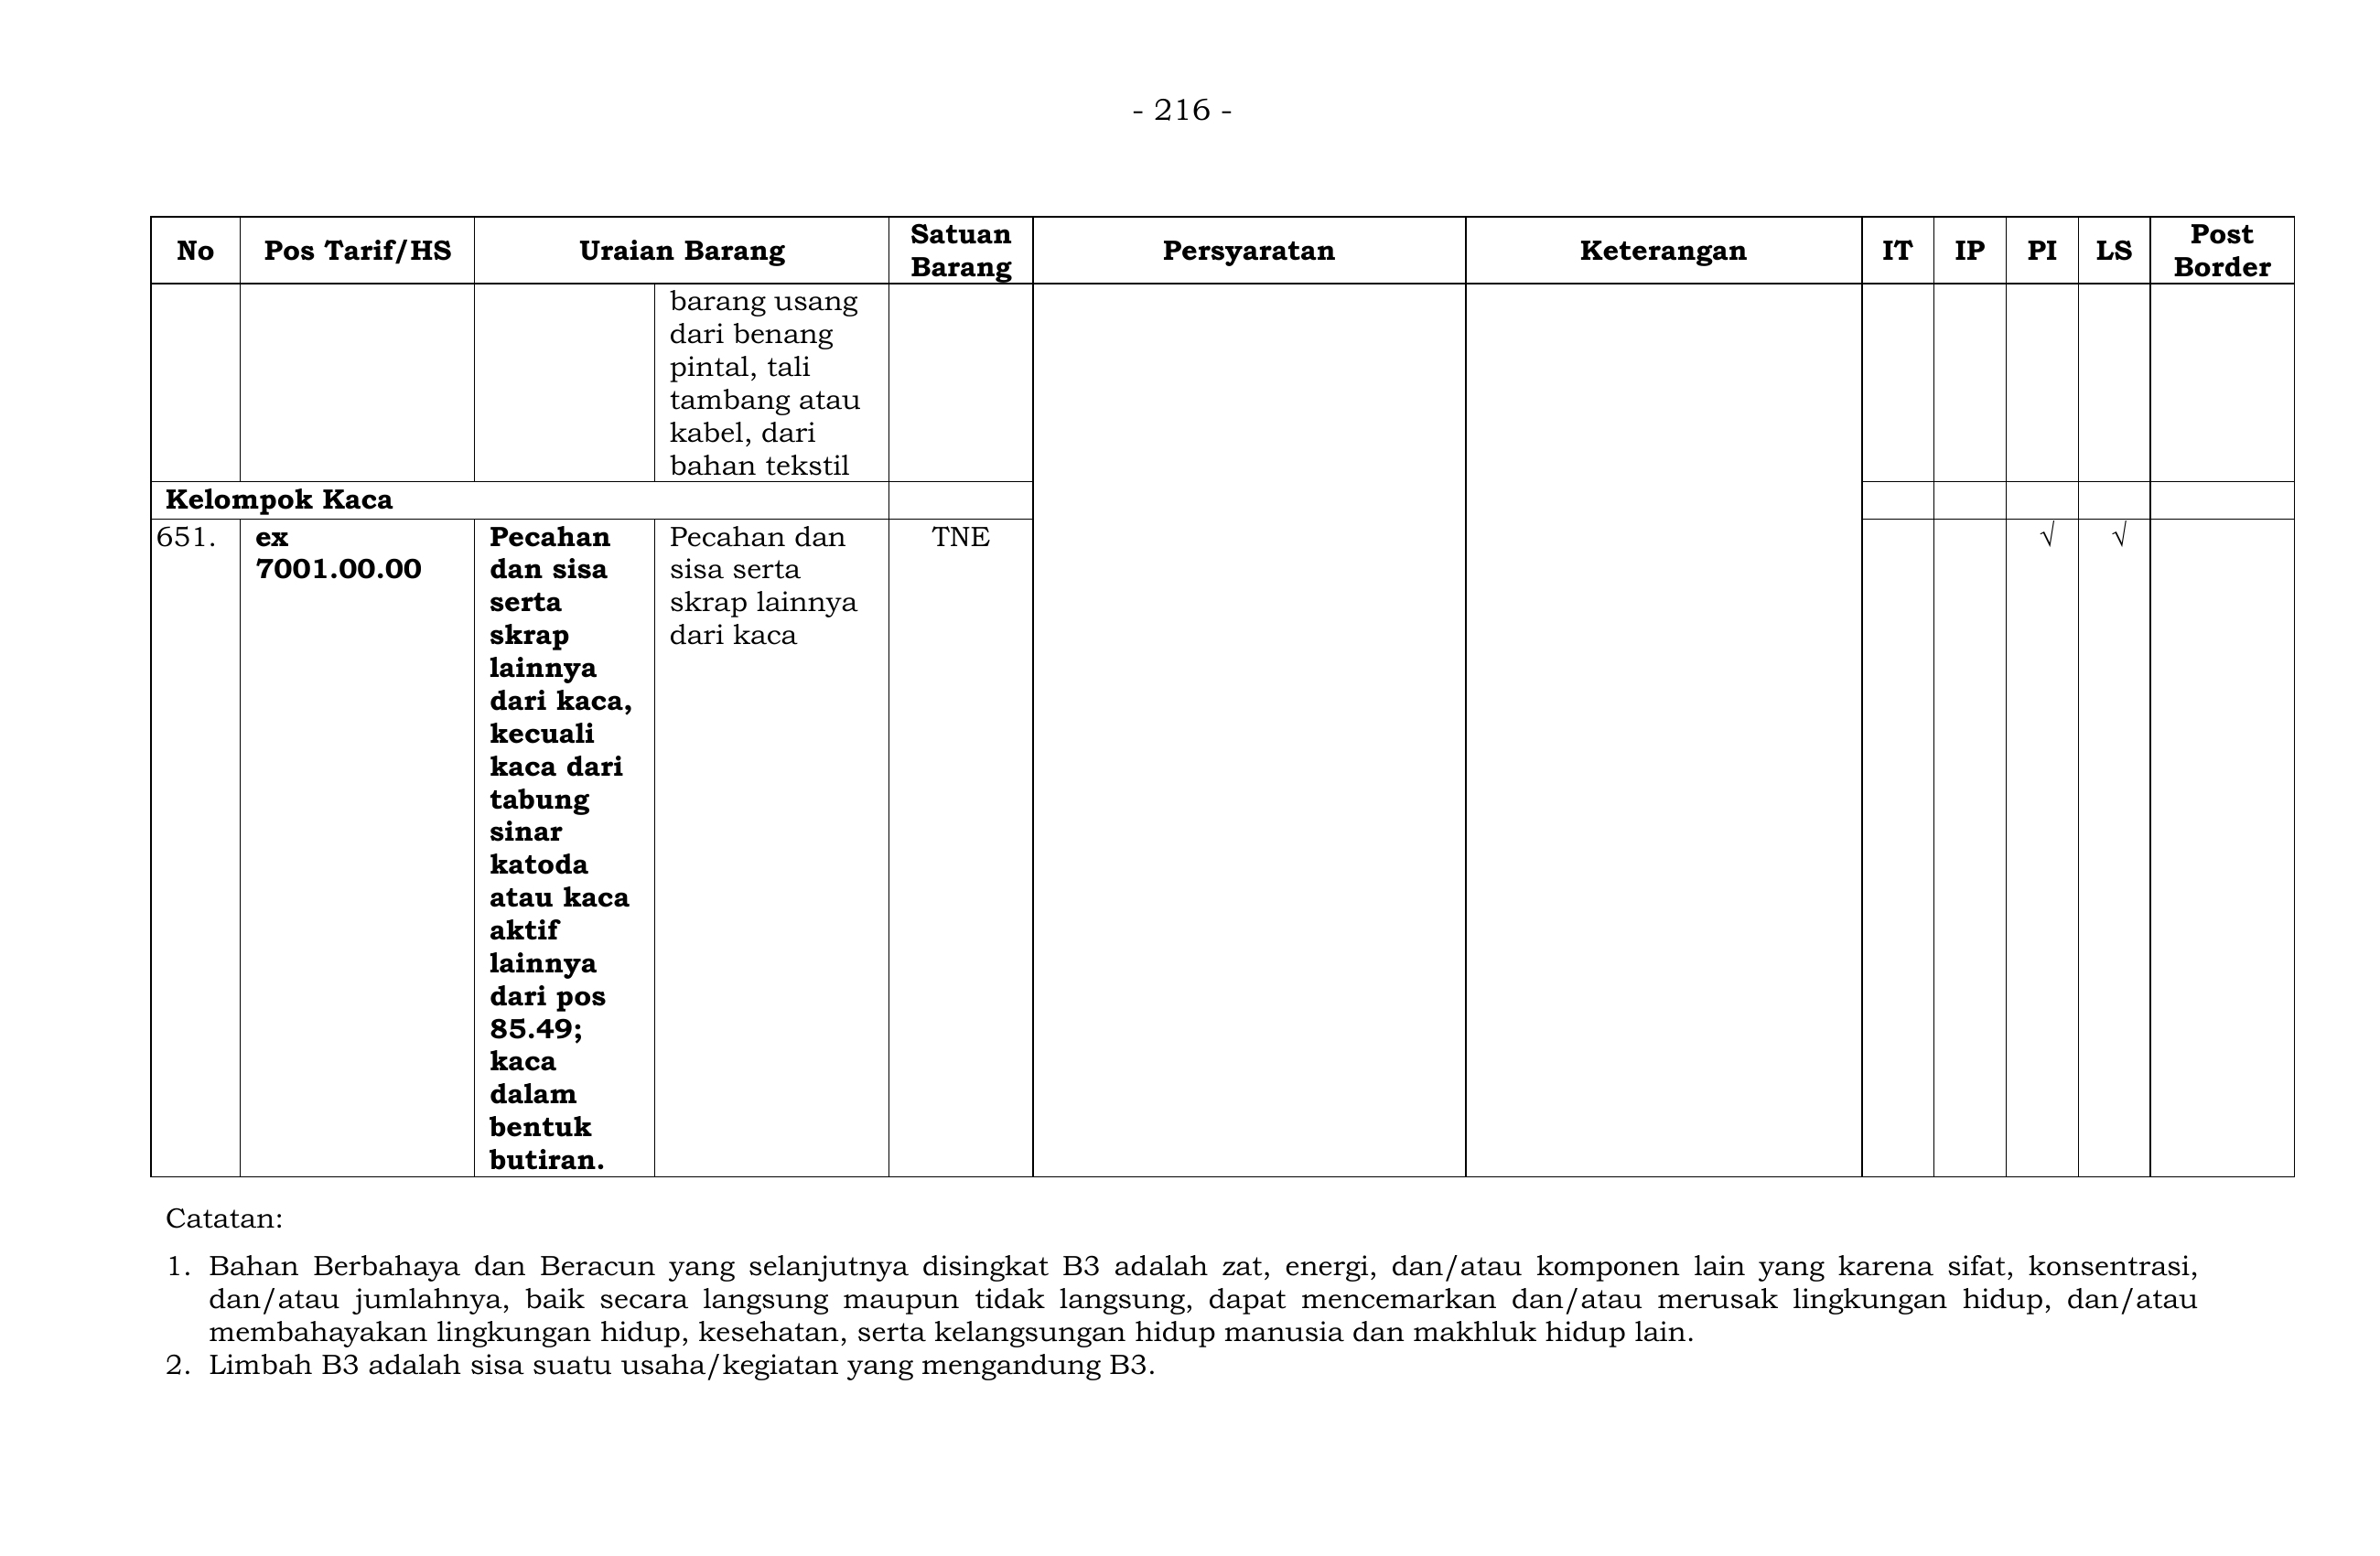 - 216 -
No Pos Tarif/HS Uraian Barang Satuan Barang Persyaratan Keterangan IT IP PI LS Post Border
barang usang
dari benang
pintal, tali
tambang atau
kabel, dari
bahan tekstil
Kelompok Kaca
651.
ex
7001.00.00
Pecahan
dan sisa
serta
skrap
lainnya
dari kaca,
kecuali
kaca dari
tabung
sinar
katoda
atau kaca
aktif
lainnya
dari pos
85.49;
kaca
dalam
bentuk
butiran.
Pecahan dan
sisa serta
skrap lainnya
dari kaca
TNE
√
√
Catatan:
1. Bahan Berbahaya dan Beracun yang selanjutnya disingkat B3 adalah zat, energi, dan/atau komponen lain yang karena sifat, konsentrasi,
dan/atau jumlahnya, baik secara langsung maupun tidak langsung, dapat mencemarkan dan/atau merusak lingkungan hidup, dan/atau
membahayakan lingkungan hidup, kesehatan, serta kelangsungan hidup manusia dan makhluk hidup lain.
2. Limbah B3 adalah sisa suatu usaha/kegiatan yang mengandung B3.